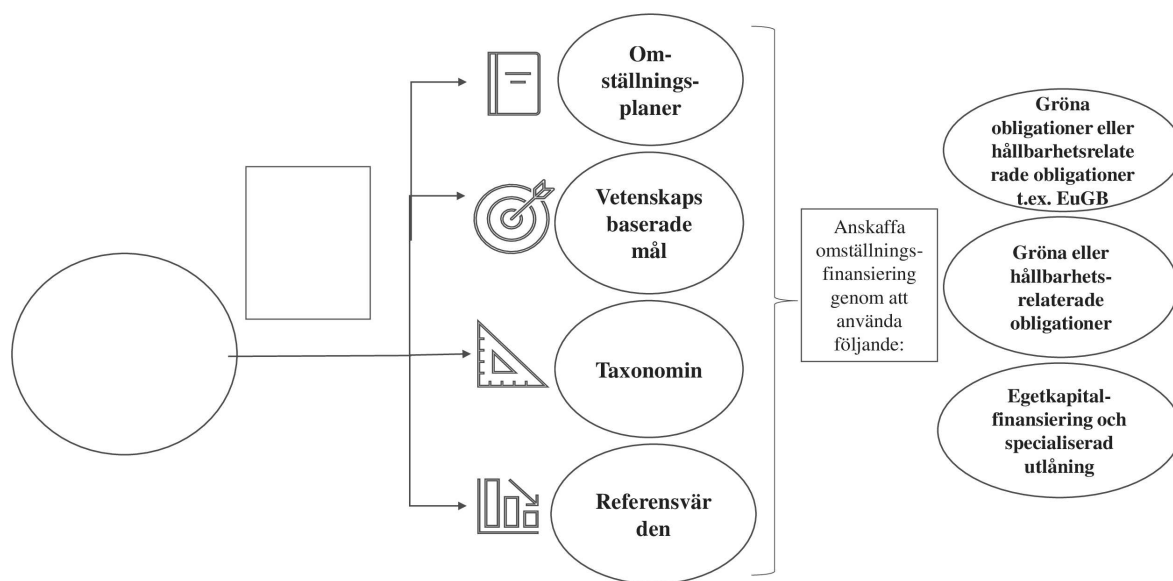 Om-
ställnings-
planer
Vetenskaps
baserade
mål
Taxonomin
Referensvär
den
Anskaffa
omställnings-
finansiering
genom att
använda
följande:
Gröna
obligationer eller
hållbarhetsrelate
rade obligationer
t.ex. EuGB
Gröna eller
hållbarhets-
relaterade
obligationer
Egetkapital-
finansiering och
specialiserad
utlåning